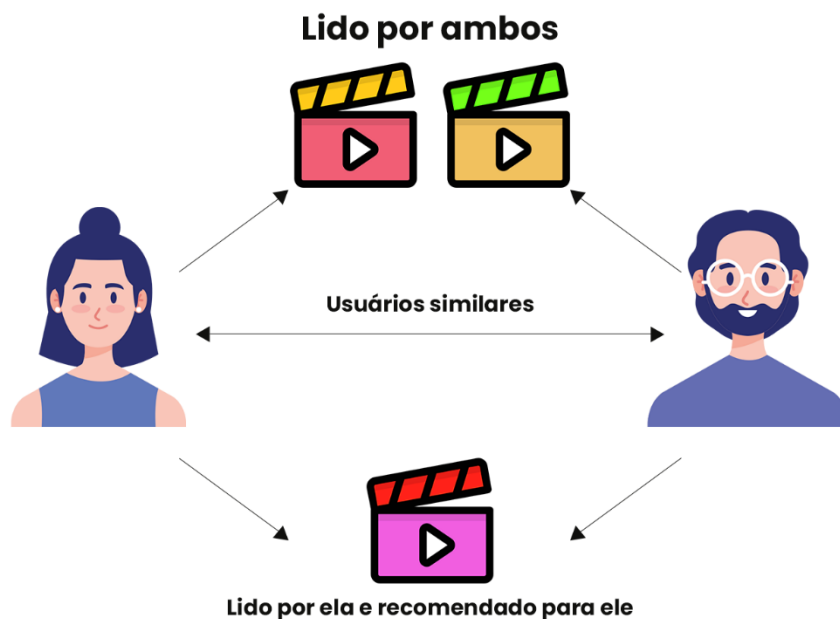 Lido por ambos
Usuários similares
Lido por ela e recomendado para ele